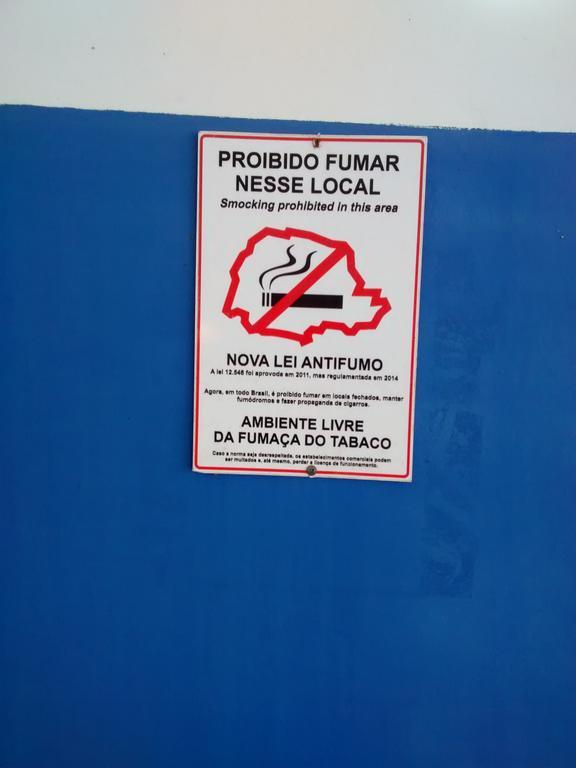 PROIBIDO FUMAR
NESSE LOCAL
Smocking prohibited in this area
NOVA LEI ANTIFUMO
A lei 12.546 foi aprovada em 2011, mas regulamentada em 2014
Agora, em todo Brasil, é proibido fumar em locais fechados, manter
fumódromos e fazer propaganda de cigarros.
AMBIENTE LIVRE
DA FUMAÇA DO TABACO
Caso a norma seja desrespeitada, os estabelecimentos comerciais podem
ser multados e, até mesmo, perder a licença de funcionamento.